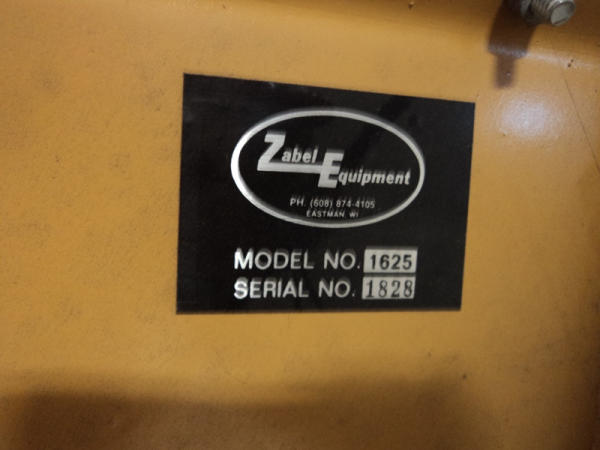 Zabel
Equipment
PH. (608) 874-4105
EASTMAN, WI
MODEL NO. 1625
SERIAL NO. 1828